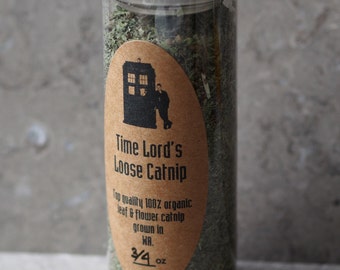 Time Lord's
Loose Catnip
Top quality 100% organic
leaf & flower catnip
grown in
WA.
3/4 oz